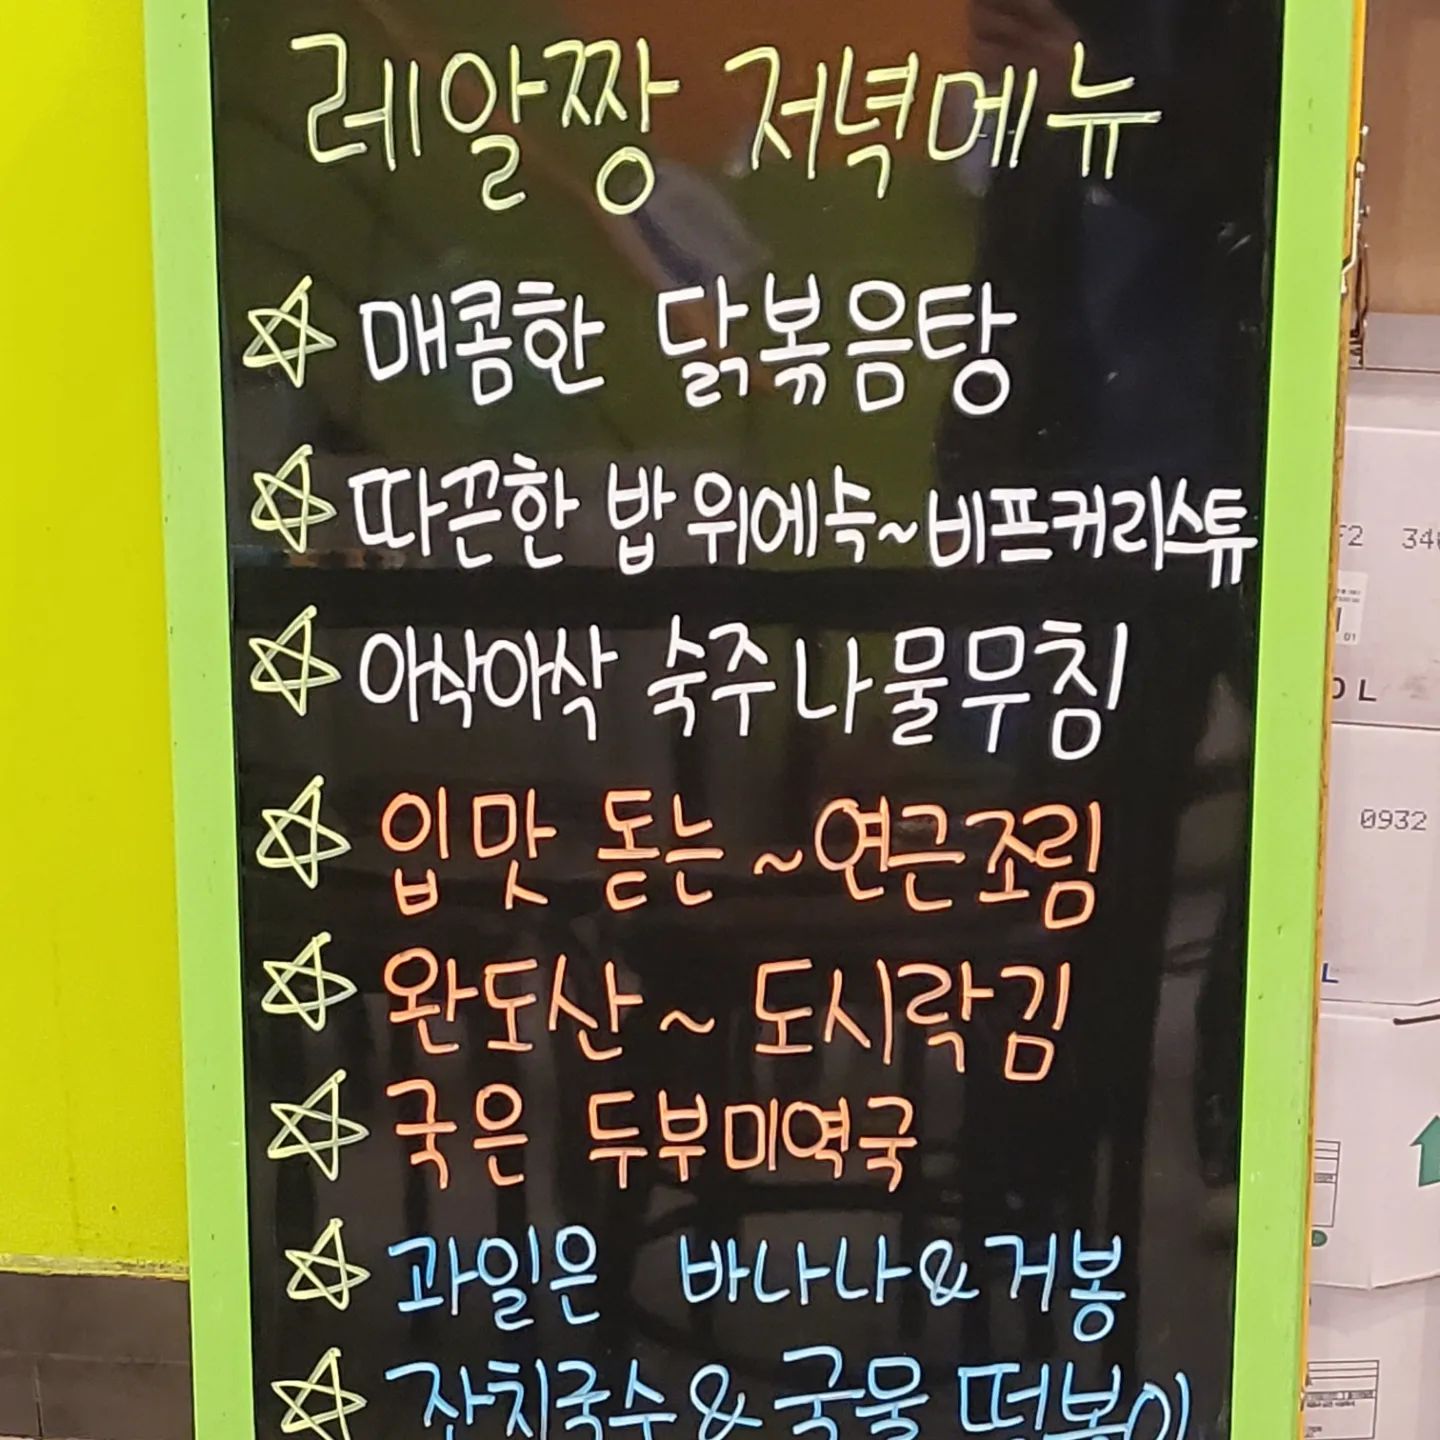 레알짱 저녁메뉴
☆ 매콤한 닭볶음탕
☆ 따끈한 밥 위에슥~비프커리스튜
☆ 아삭아삭 숙주나물무침
☆ 입맛 돋는 ~연근조림
☆ 완도산~ 도시락김
☆ 국은 두부미역국
☆ 과일은 바나나&거봉
☆ 잔치국수&국물 떡볶이
34
0932
01